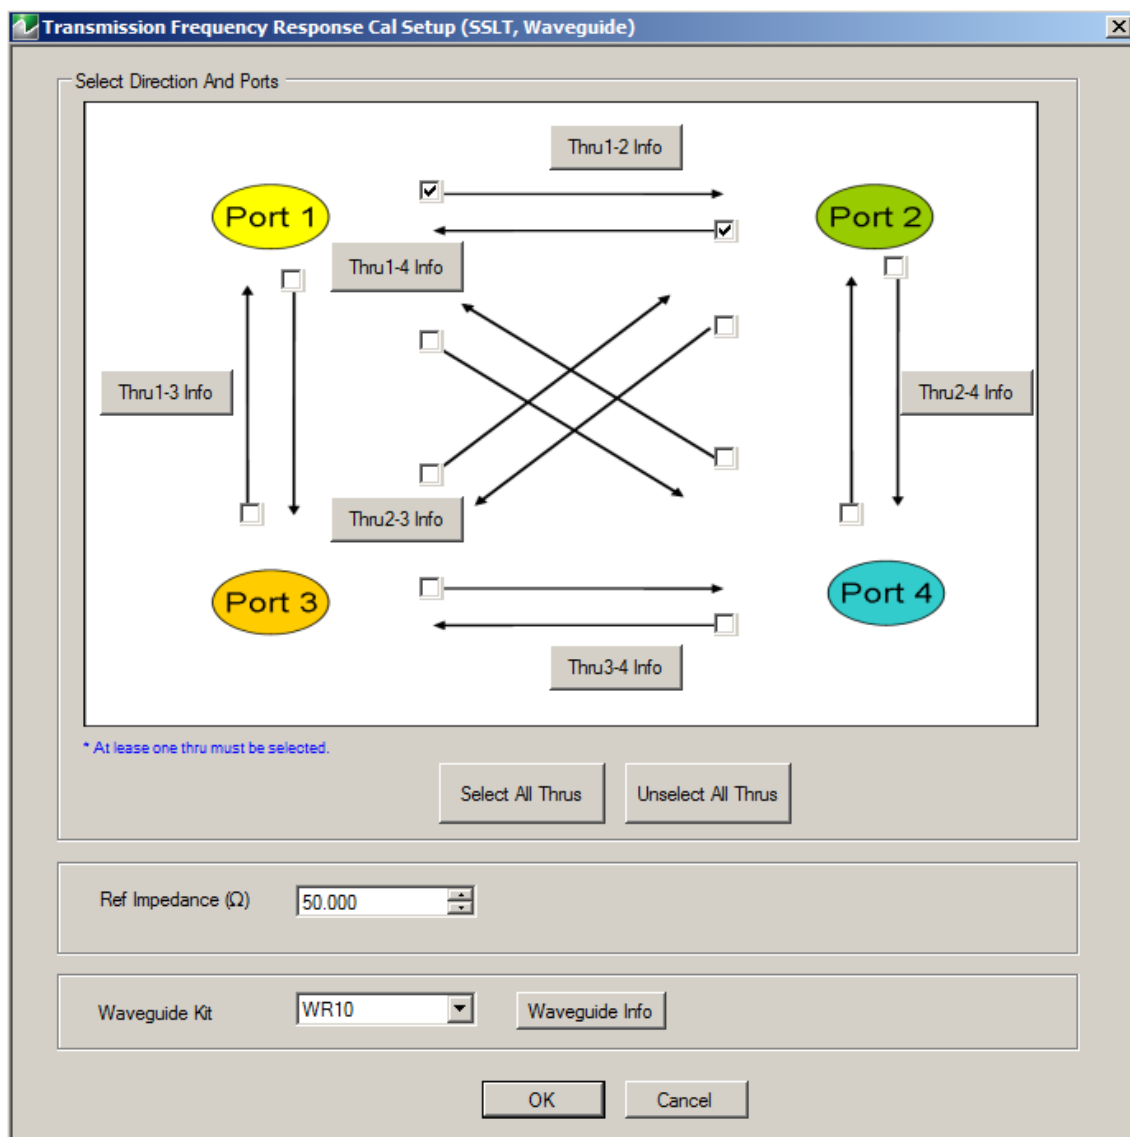 Transmission Frequency Response Cal Setup (SSLT, Waveguide)
Select Direction And Ports
Thru1-2 Info
Port 1
Port 2
Thru1-4 Info
Thru1-3 Info
Thru2-4 Info
Thru2-3 Info
Port 3
Port 4
Thru3-4 Info
* At lease one thru must be selected.
Select All Thrus
Unselect All Thrus
Ref Impedance (Ω)
50.000
Waveguide Kit
WR10
Waveguide Info
OK
Cancel